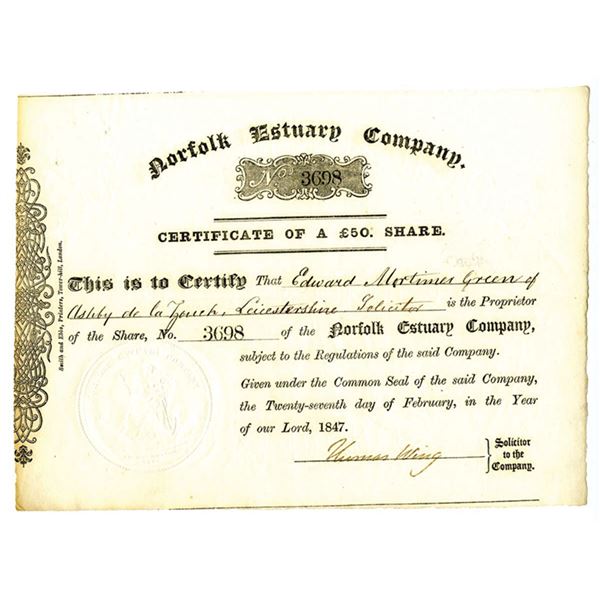 Norfolk Estuary Company.
No 3698
CERTIFICATE OF A £50. SHARE.
This is to Certify That Edward Mortimer Green of
Ashby de la Zouch, Leicestershire Solicitor is the Proprietor
of the Share, No. 3698 of the Norfolk Estuary Company,
subject to the Regulations of the said Company.
Given under the Common Seal of the said Company,
the Twenty-seventh day of February, in the Year
of our Lord, 1847.
Thomas Wing
Solicitor
to the
Company.
Smith and Ebbs, Printers, Tower-hill, London.